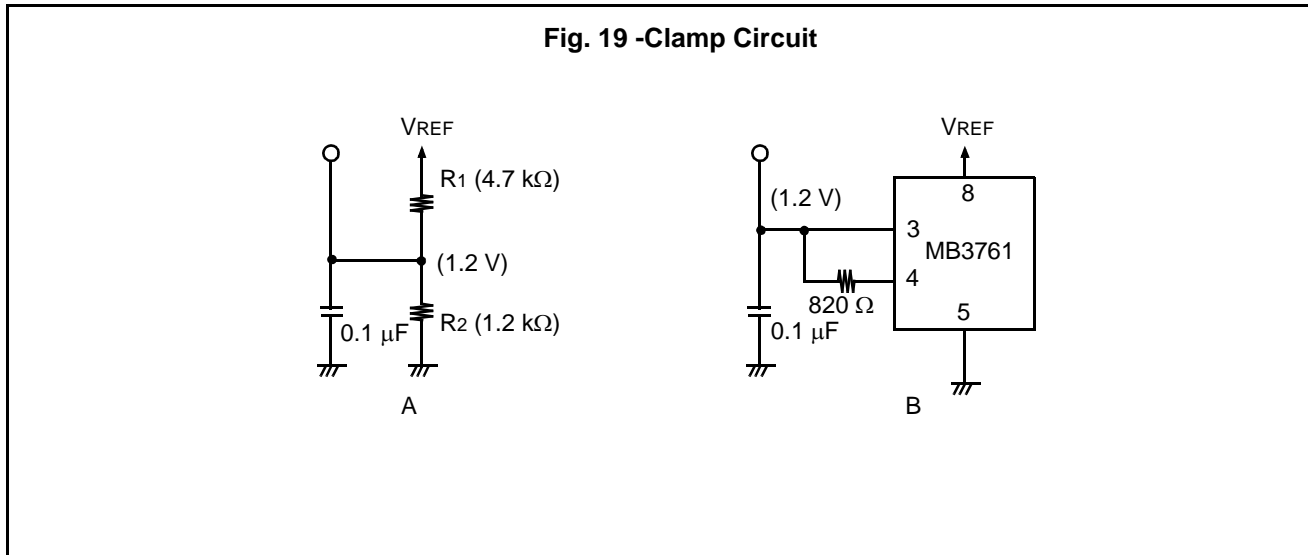 Fig. 19 -Clamp Circuit
VREF
R1 (4.7 kΩ)
(1.2 V)
0.1 μF
R2 (1.2 kΩ)
A
VREF
8
(1.2 V)
3
MB3761
4
820 Ω
5
0.1 μF
B